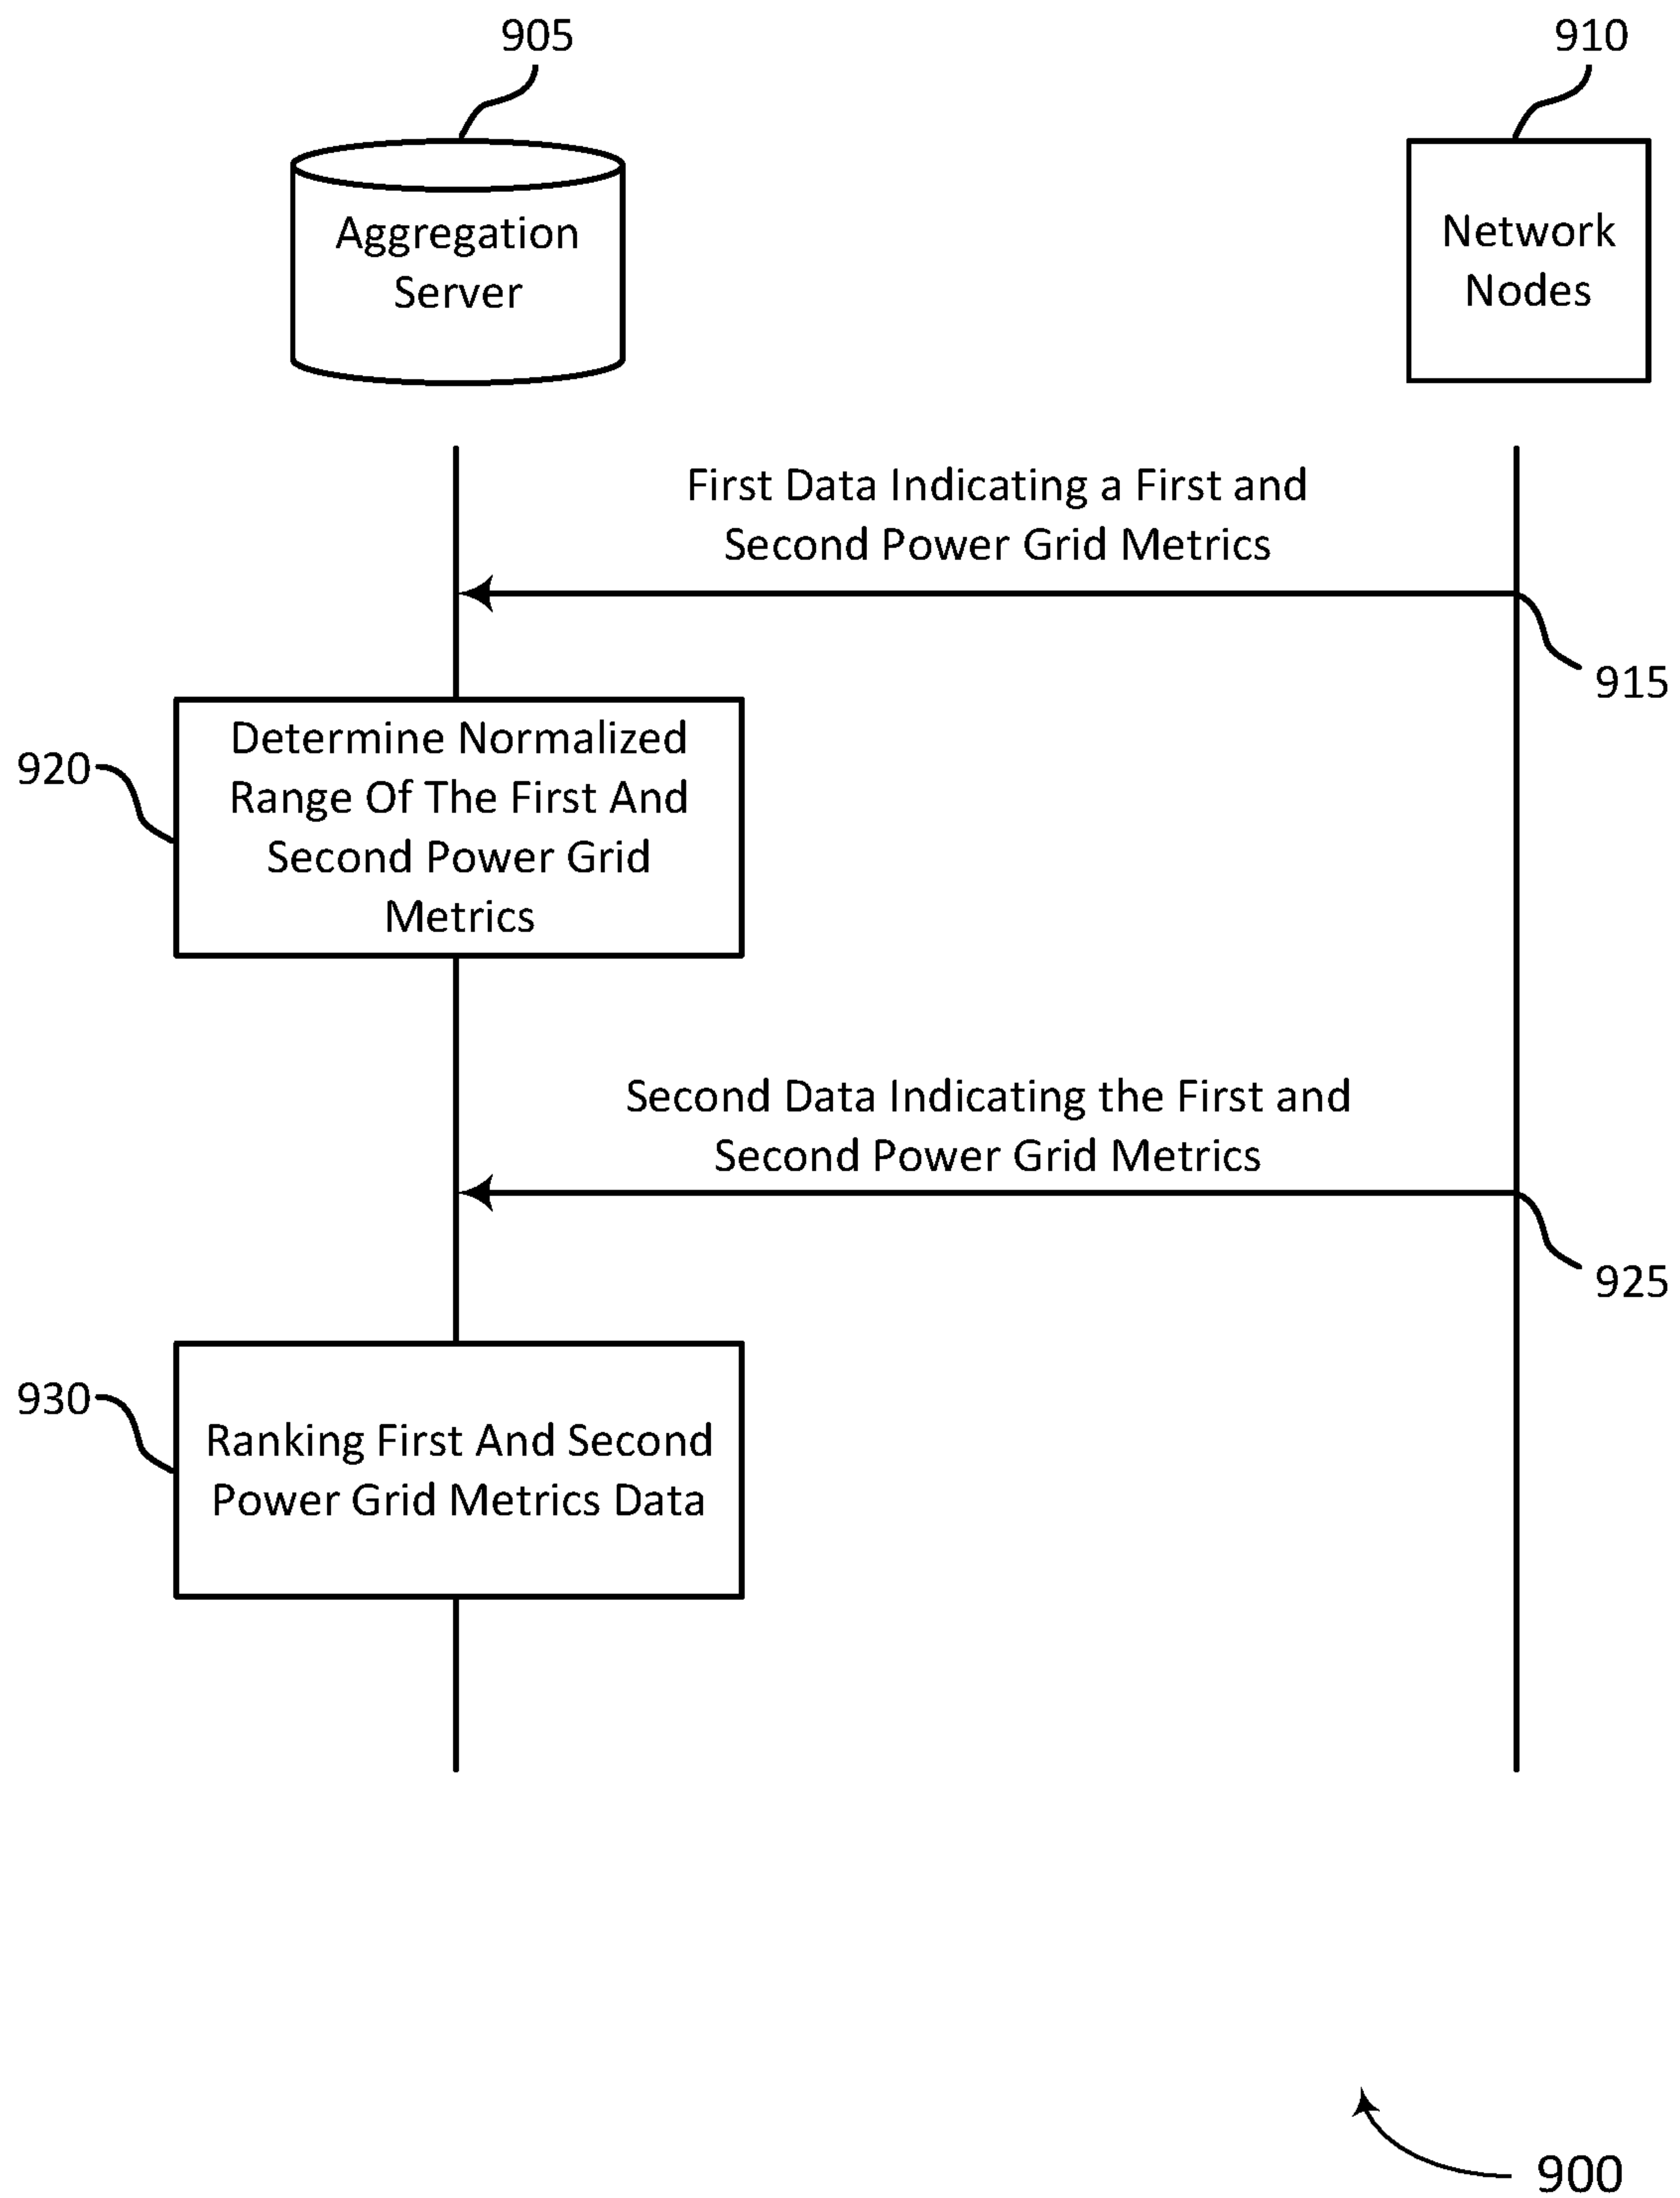 905
910
Aggregation
Server
Network
Nodes
First Data Indicating a First and
Second Power Grid Metrics
915
920
Determine Normalized
Range Of The First And
Second Power Grid
Metrics
Second Data Indicating the First and
Second Power Grid Metrics
925
930
Ranking First And Second
Power Grid Metrics Data
900